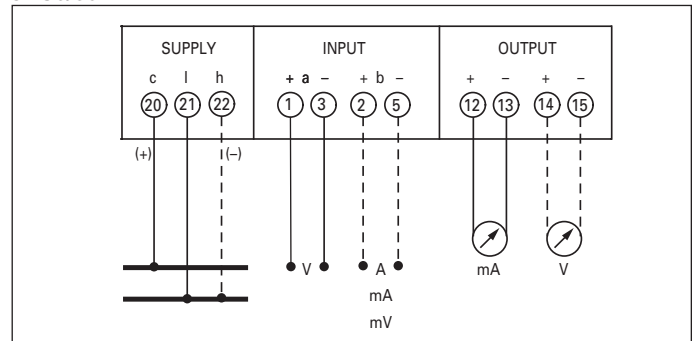 SUPPLY INPUT OUTPUT
c l h + a – + b – + – + –
20 21 22 1 3 2 5 12 13 14 15
(+) (–)
V A mA V
mA
mV